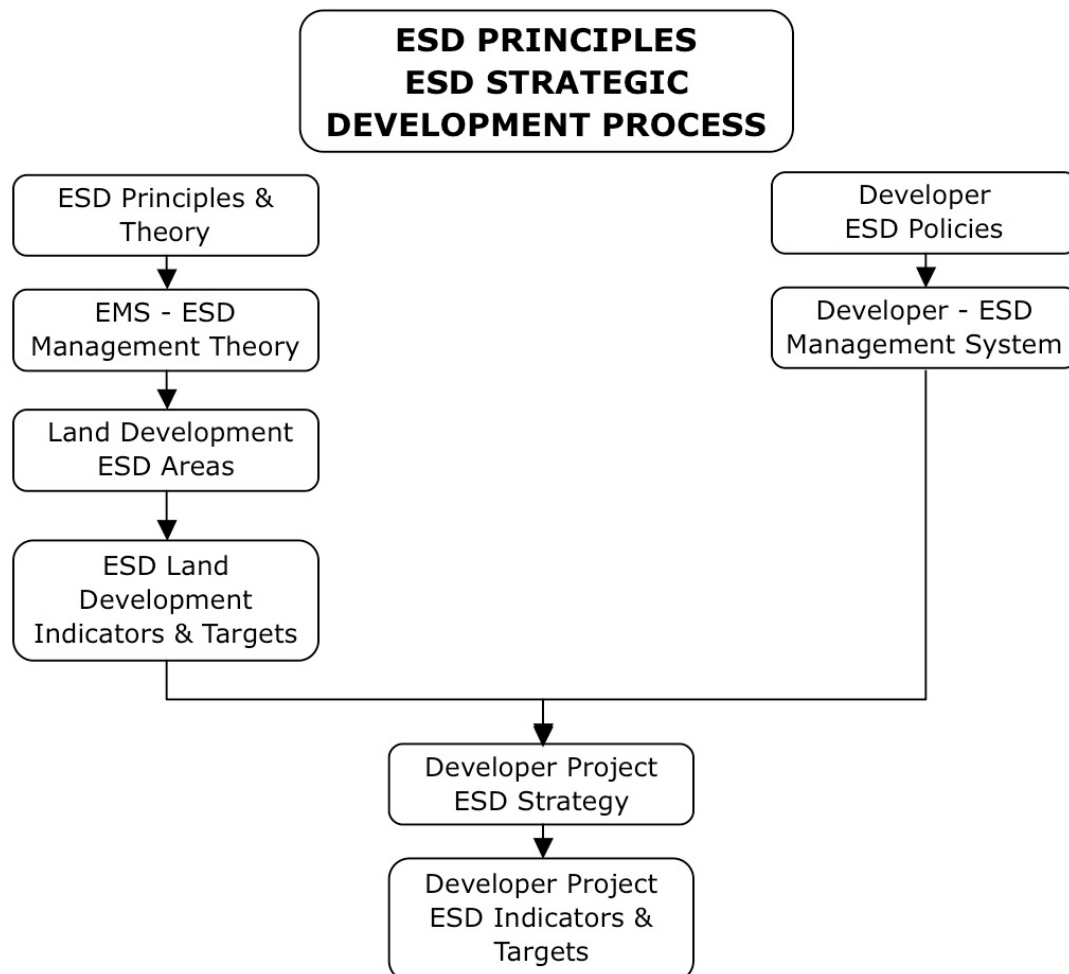 ESD PRINCIPLES
ESD STRATEGIC
DEVELOPMENT PROCESS
ESD Principles &
Theory
EMS - ESD
Management Theory
Land Development
ESD Areas
ESD Land
Development
Indicators & Targets
Developer
ESD Policies
Developer - ESD
Management System
Developer Project
ESD Strategy
Developer Project
ESD Indicators &
Targets